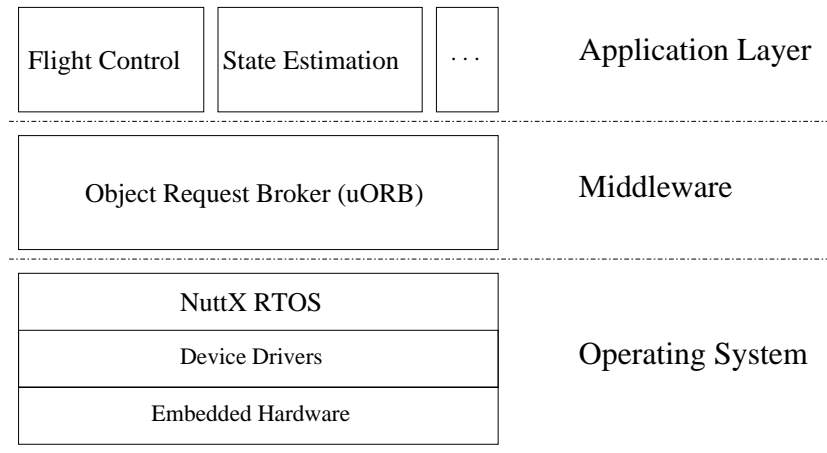 Flight Control
State Estimation
. . .
Application Layer
Object Request Broker (uORB)
Middleware
NuttX RTOS
Device Drivers
Operating System
Embedded Hardware